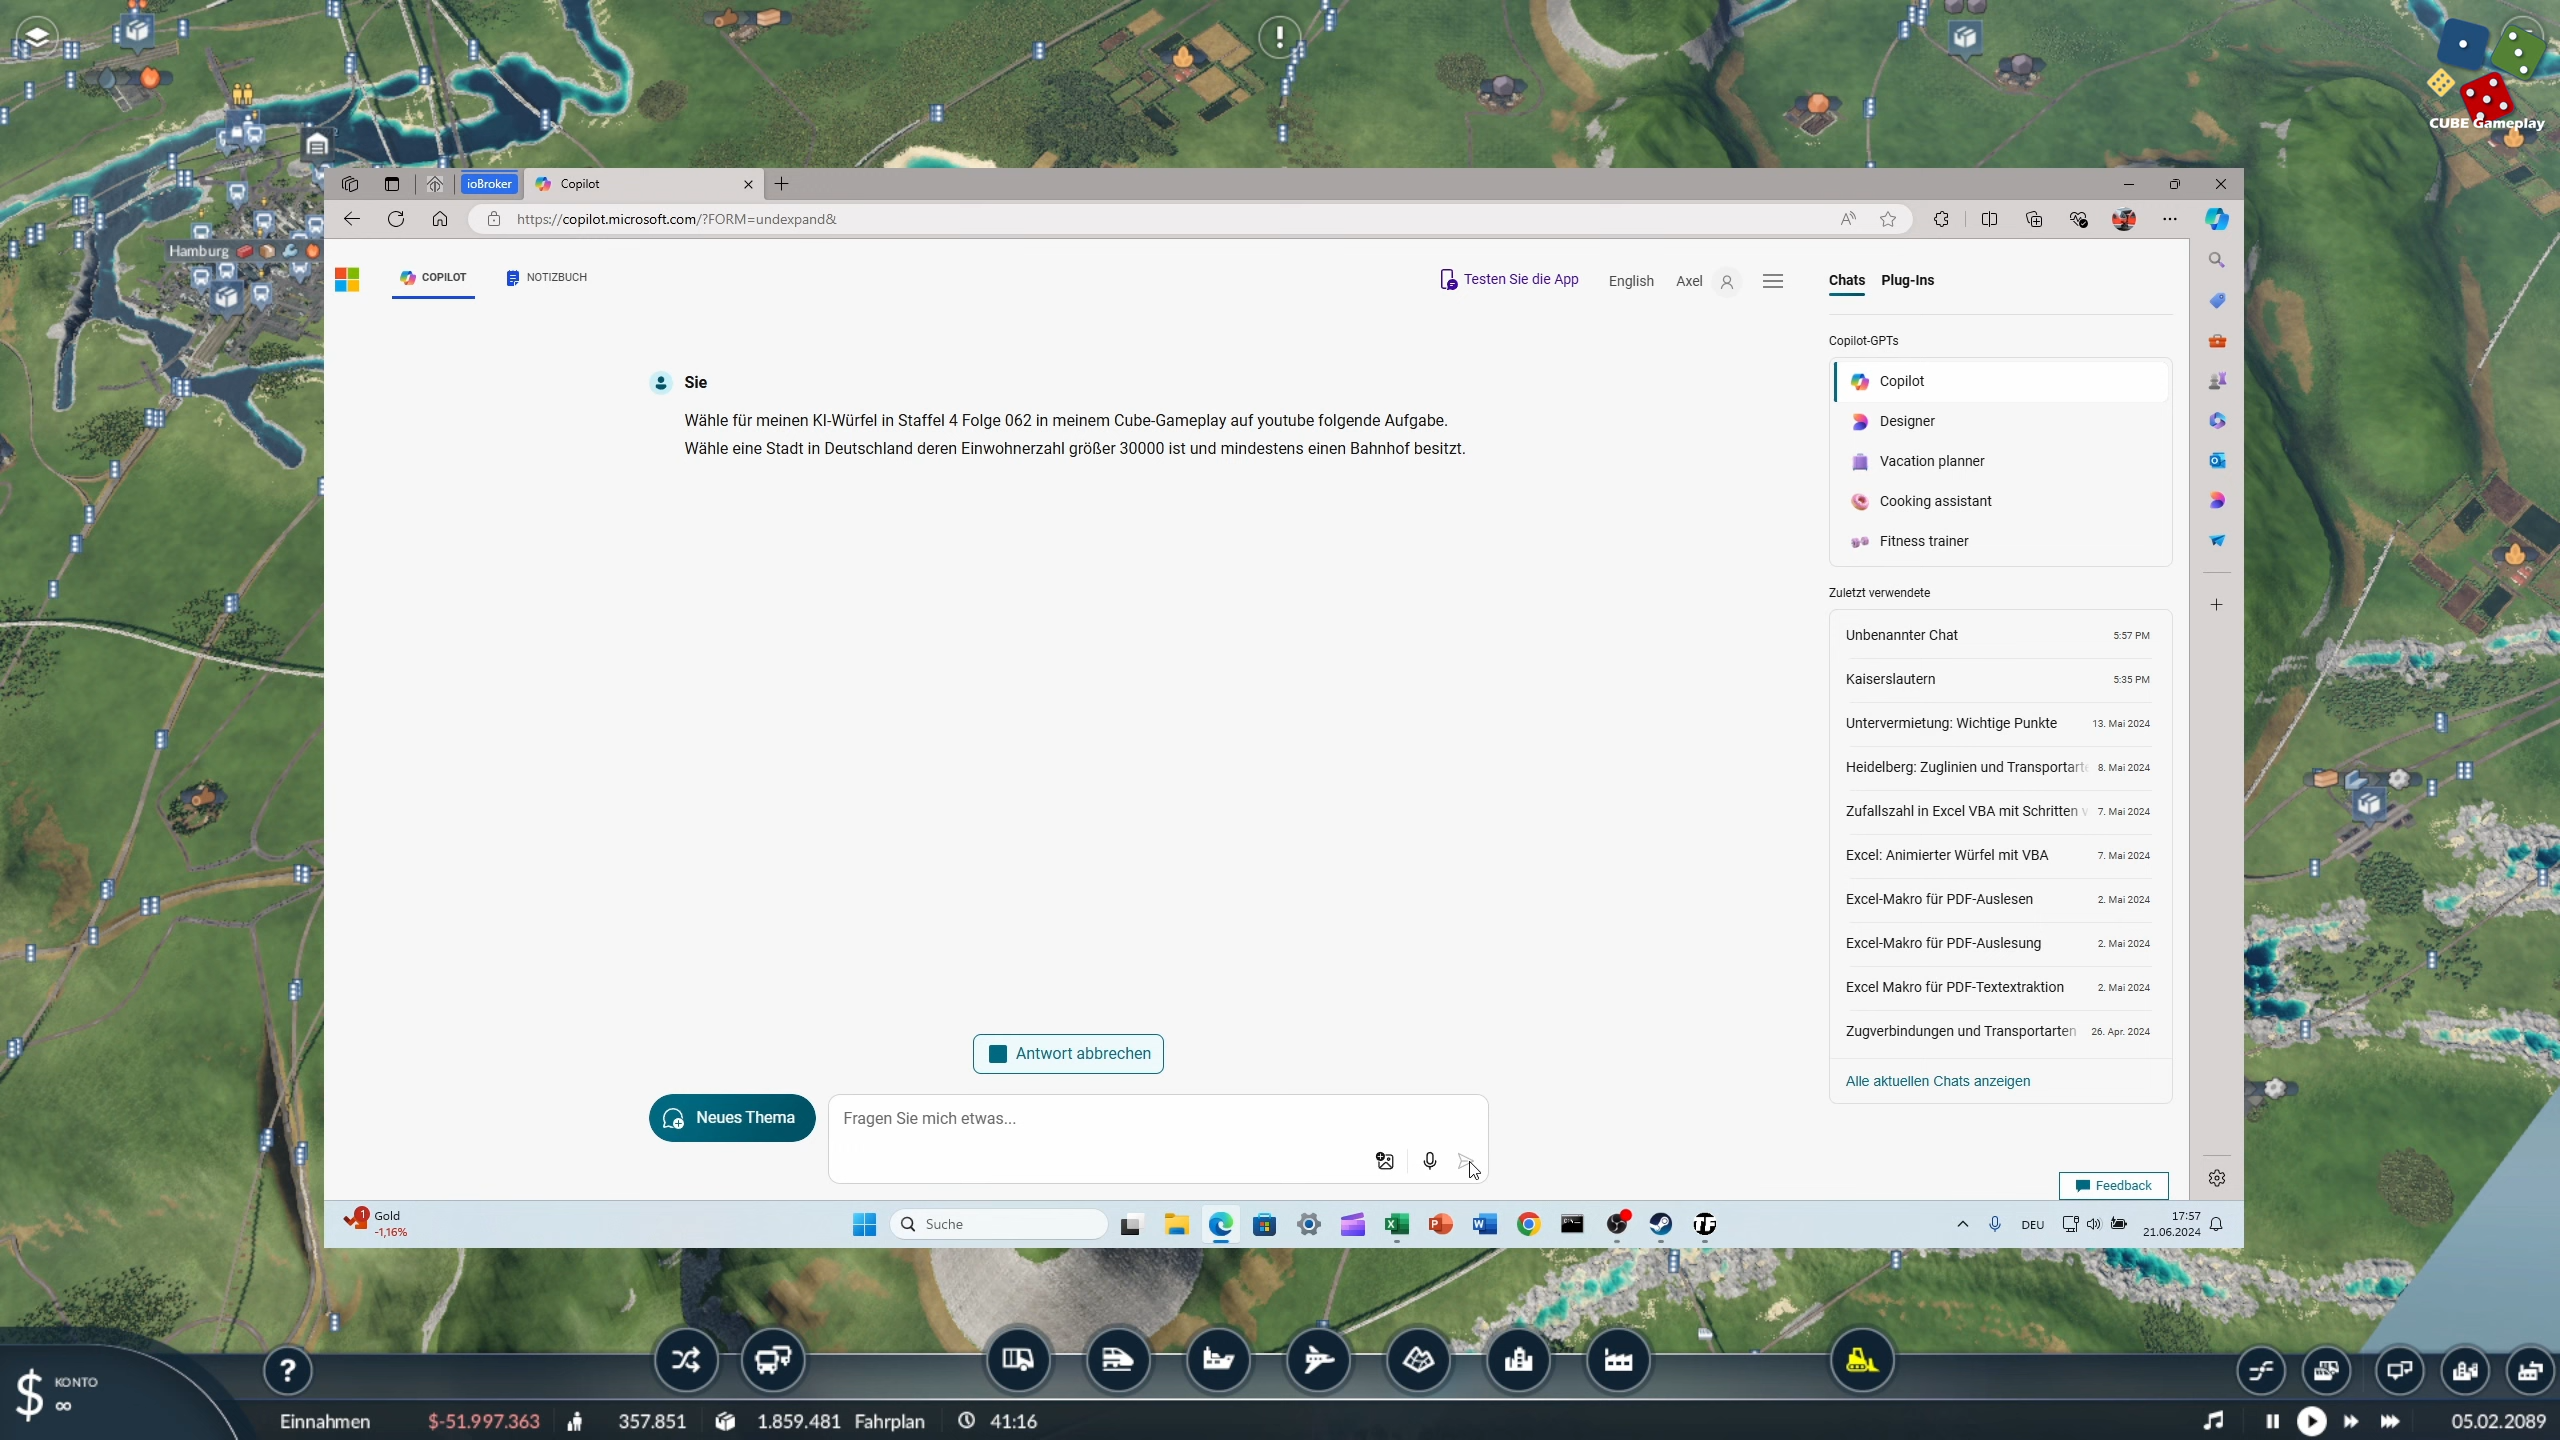 CUBE Gameplay
Hamburg
ioBroker
Copilot
https://copilot.microsoft.com/?FORM=undexpand&
COPILOT
NOTIZBUCH
Testen Sie die App
English
Axel
Chats
Plug-Ins
Sie
Wähle für meinen KI-Würfel in Staffel 4 Folge 062 in meinem Cube-Gameplay auf youtube folgende Aufgabe.
Wähle eine Stadt in Deutschland deren Einwohnerzahl größer 30000 ist und mindestens einen Bahnhof besitzt.
Copilot-GPTs
Copilot
Designer
Vacation planner
Cooking assistant
Fitness trainer
Zuletzt verwendete
Unbenannter Chat 5:57 PM
Kaiserslautern 5:35 PM
Untervermietung: Wichtige Punkte 13. Mai 2024
Heidelberg: Zuglinien und Transportarte 8. Mai 2024
Zufallszahl in Excel VBA mit Schritten v 7. Mai 2024
Excel: Animierter Würfel mit VBA 7. Mai 2024
Excel-Makro für PDF-Auslesen 2. Mai 2024
Excel-Makro für PDF-Auslesung 2. Mai 2024
Excel Makro für PDF-Textextraktion 2. Mai 2024
Zugverbindungen und Transportarten 26. Apr. 2024
Alle aktuellen Chats anzeigen
Antwort abbrechen
Neues Thema
Fragen Sie mich etwas...
Feedback
1
Gold
-1,16%
Suche
DEU
17:57
21.06.2024
$ KONTO
∞
?
Einnahmen $-51.997.363 357.851 1.859.481 Fahrplan 41:16
05.02.2089